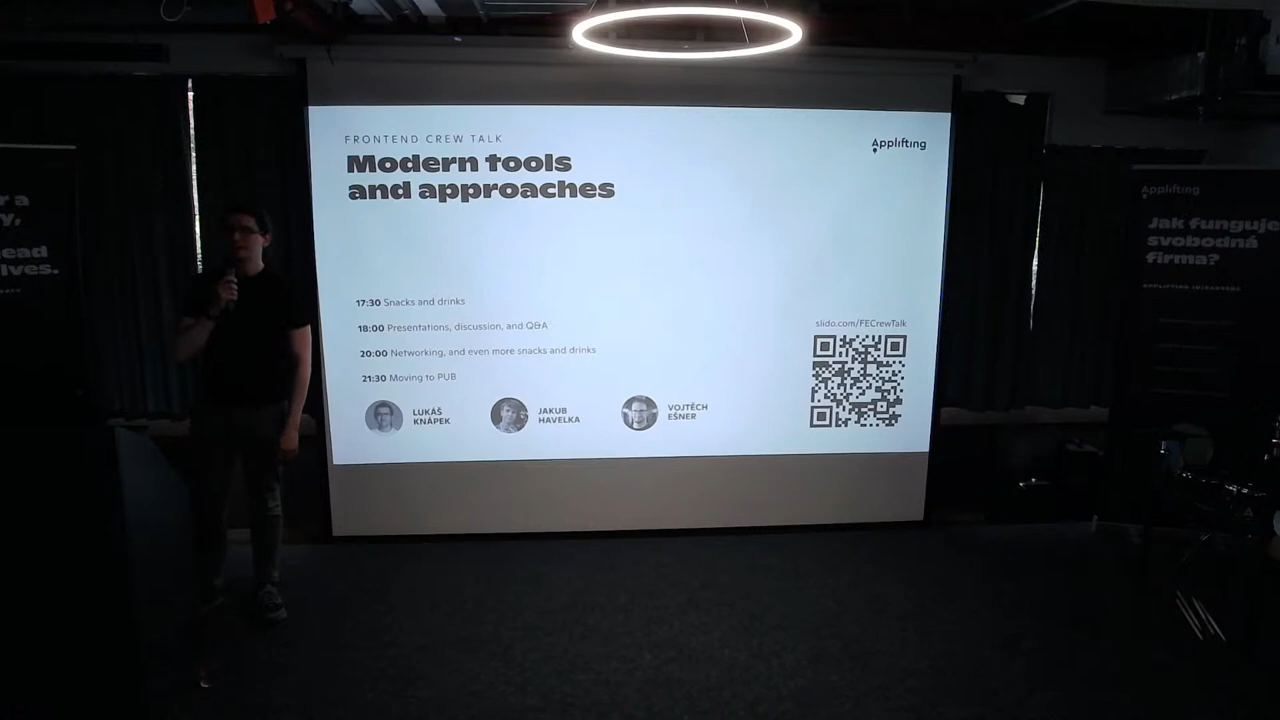 FRONTEND CREW TALK
Modern tools
and approaches
Applifting
17:30 Snacks and drinks
18:00 Presentations, discussion, and Q&A
20:00 Networking, and even more snacks and drinks
21:30 Moving to PUB
LUKÁŠ
KNÁPEK
JAKUB
HAVELKA
VOJTĚCH
EŠNER
slido.com/FECrewTalk
r a
y,
ead
lves.
Applifting
Jak funguje
svobodná
firma?